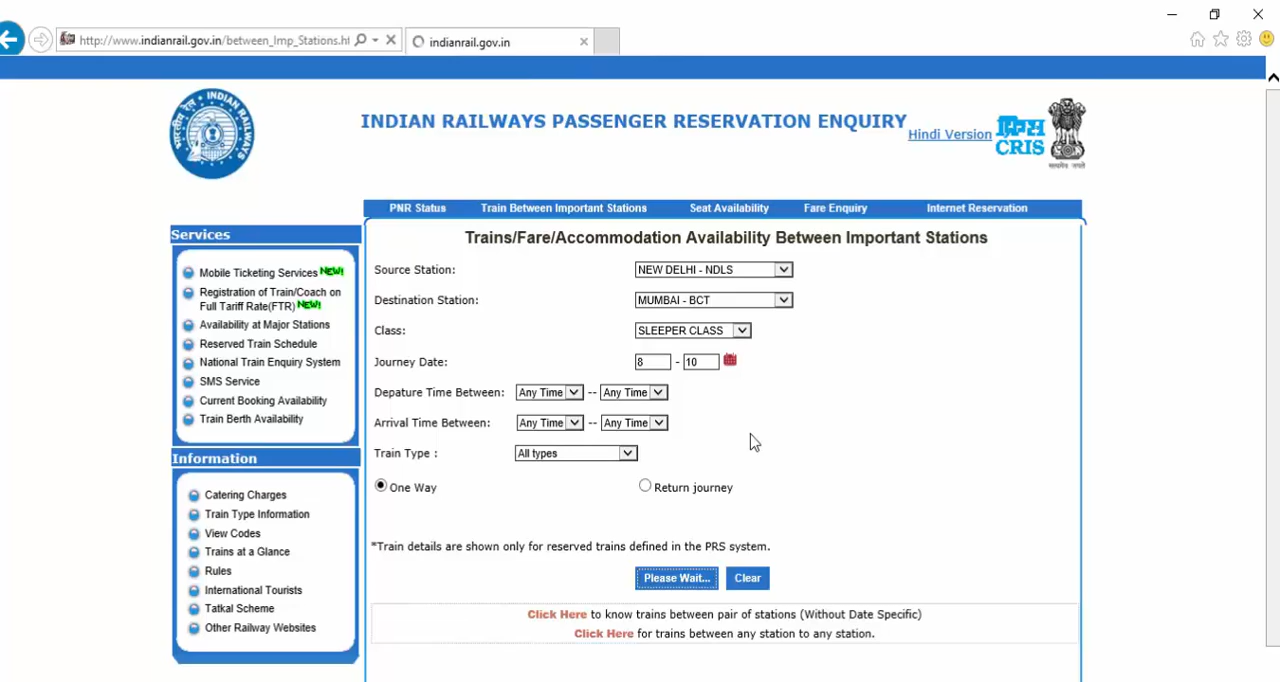 http://www.indianrail.gov.in/between_Imp_Stations.ht
indianrail.gov.in
INDIAN RAILWAYS
भारतीय रेल
INDIAN RAILWAYS PASSENGER RESERVATION ENQUIRY
Hindi Version
क्रिस
CRIS
सत्यमेव जयते
PNR Status
Train Between Important Stations
Seat Availability
Fare Enquiry
Internet Reservation
Services
Mobile Ticketing Services NEW!
Registration of Train/Coach on
Full Tariff Rate(FTR) NEW!
Availability at Major Stations
Reserved Train Schedule
National Train Enquiry System
SMS Service
Current Booking Availability
Train Berth Availability
Information
Catering Charges
Train Type Information
View Codes
Trains at a Glance
Rules
International Tourists
Tatkal Scheme
Other Railway Websites
Trains/Fare/Accommodation Availability Between Important Stations
Source Station: NEW DELHI - NDLS
Destination Station: MUMBAI - BCT
Class: SLEEPER CLASS
Journey Date: 8 - 10
Depature Time Between: Any Time -- Any Time
Arrival Time Between: Any Time -- Any Time
Train Type : All types
One Way Return journey
*Train details are shown only for reserved trains defined in the PRS system.
Please Wait... Clear
Click Here to know trains between pair of stations (Without Date Specific)
Click Here for trains between any station to any station.